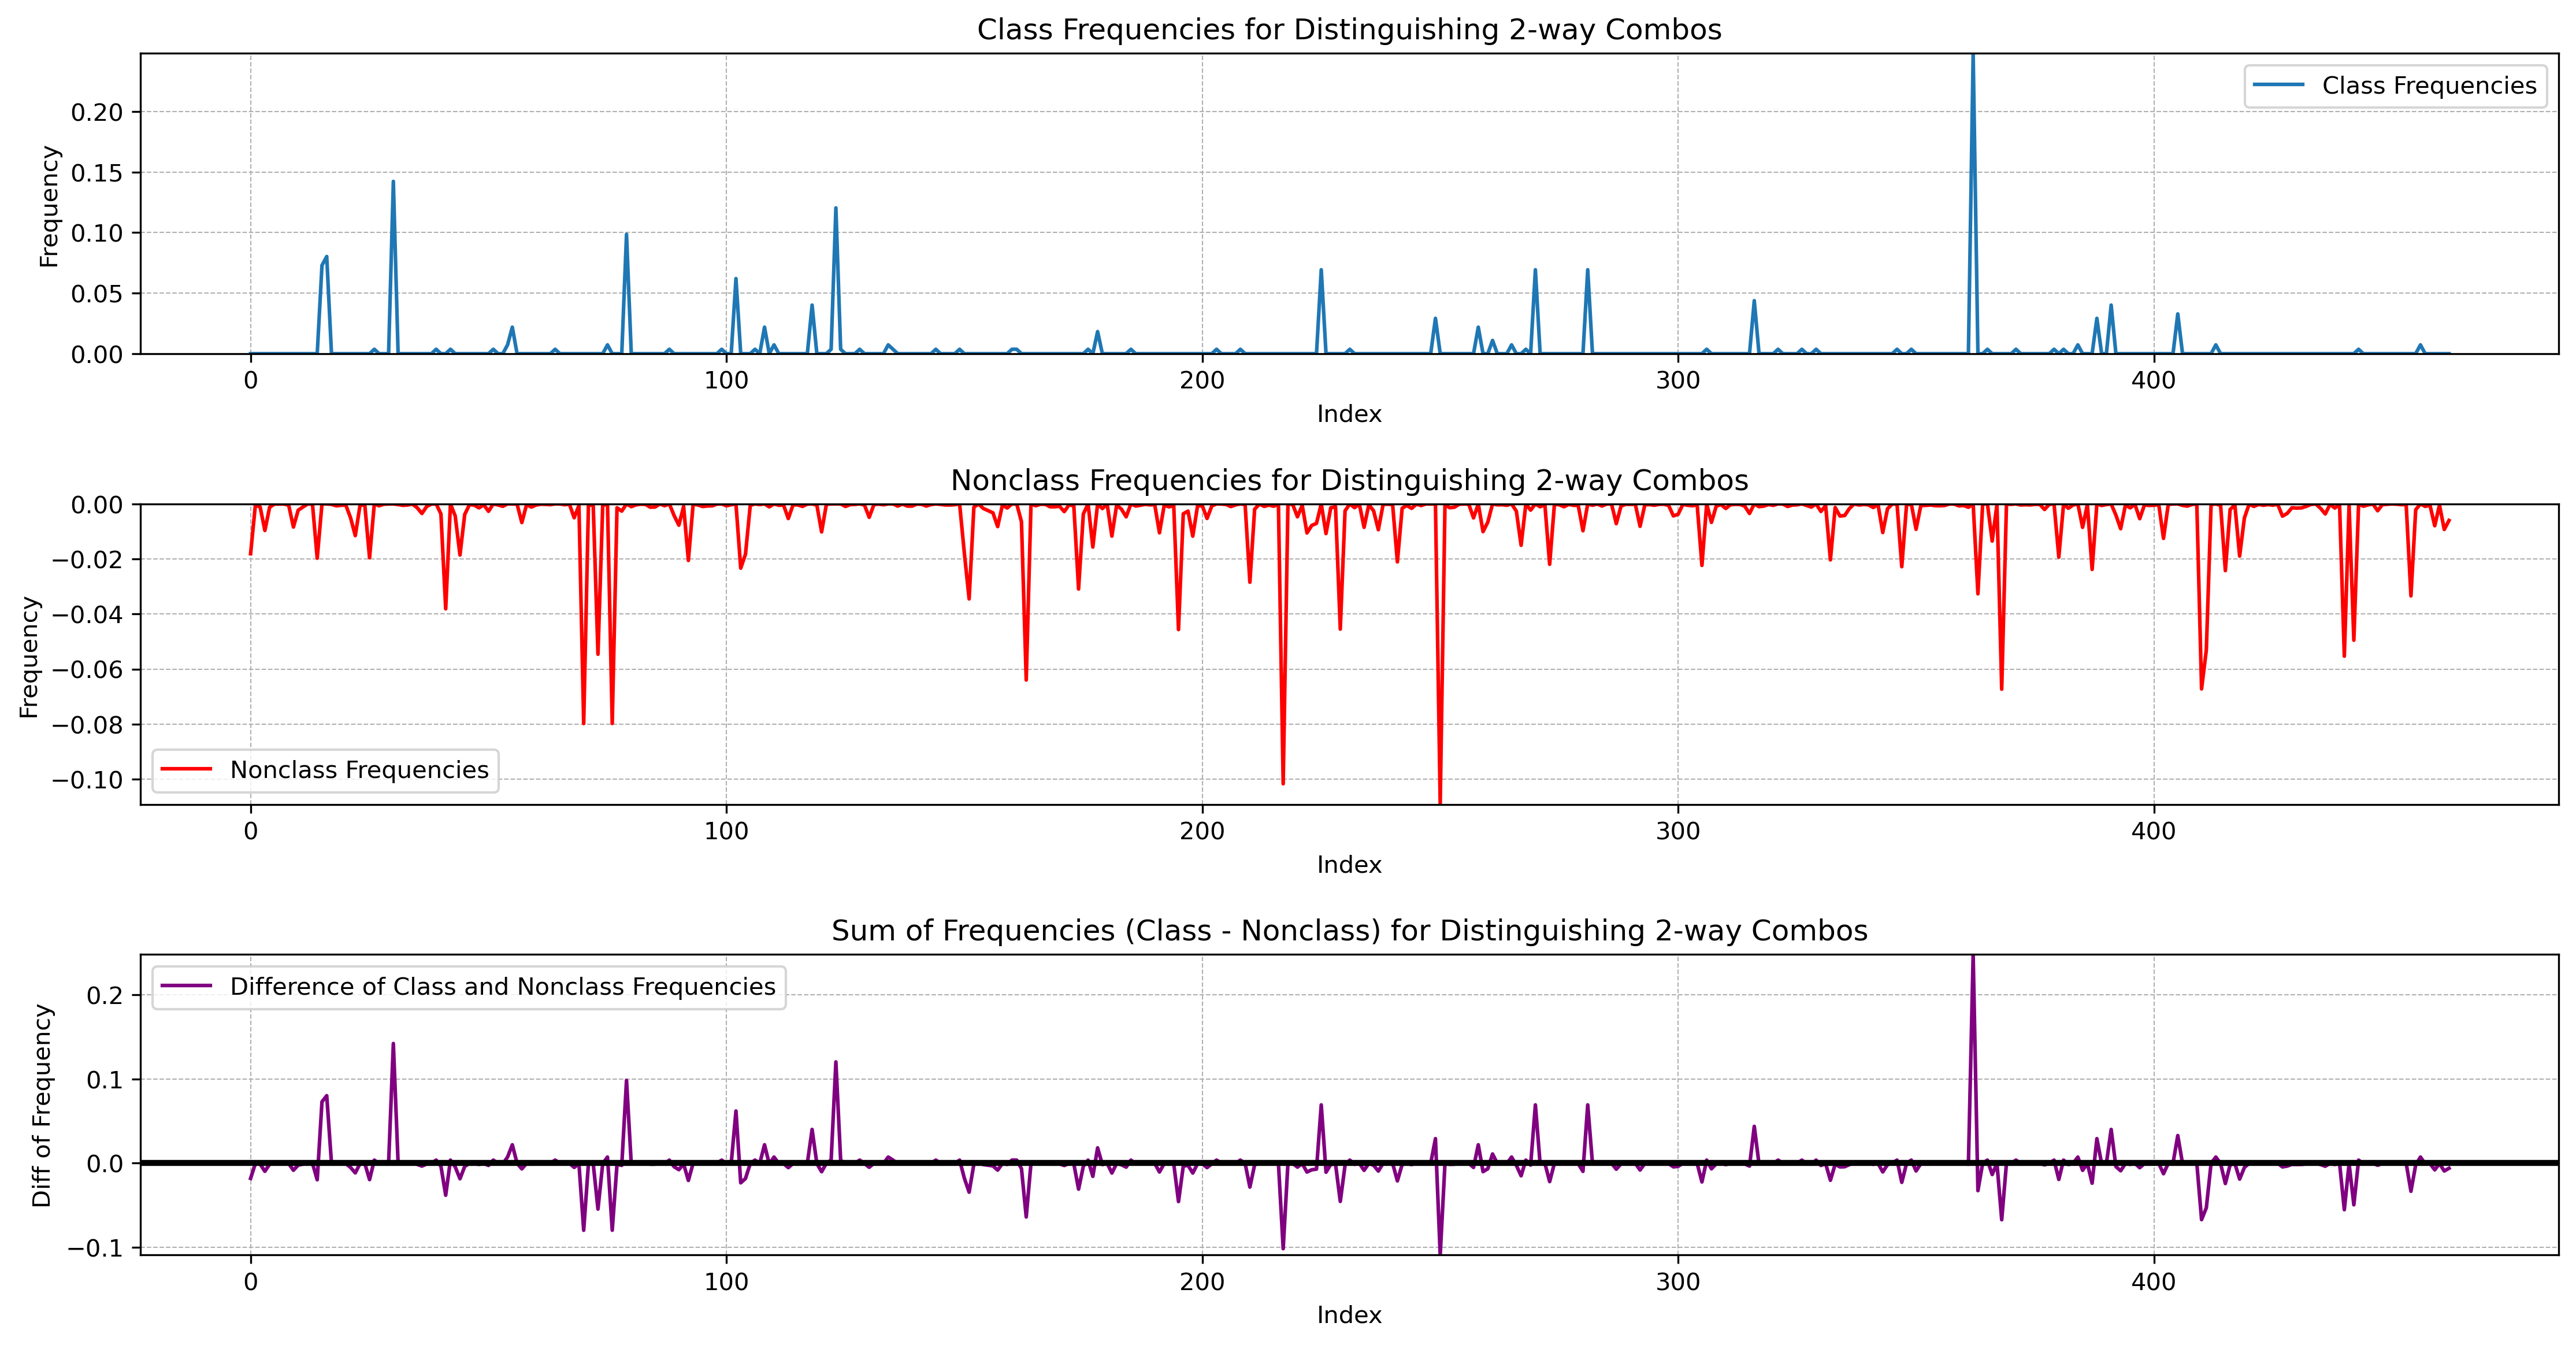 Class Frequencies for Distinguishing 2-way Combos
Class Frequencies
Frequency
0.20
0.15
0.10
0.05
0.00
0 100 200 300 400
Index
Nonclass Frequencies for Distinguishing 2-way Combos
Frequency
0.00
−0.02
−0.04
−0.06
−0.08
−0.10
Nonclass Frequencies
0 100 200 300 400
Index
Sum of Frequencies (Class - Nonclass) for Distinguishing 2-way Combos
Difference of Class and Nonclass Frequencies
Diff of Frequency
0.2
0.1
0.0
−0.1
0 100 200 300 400
Index